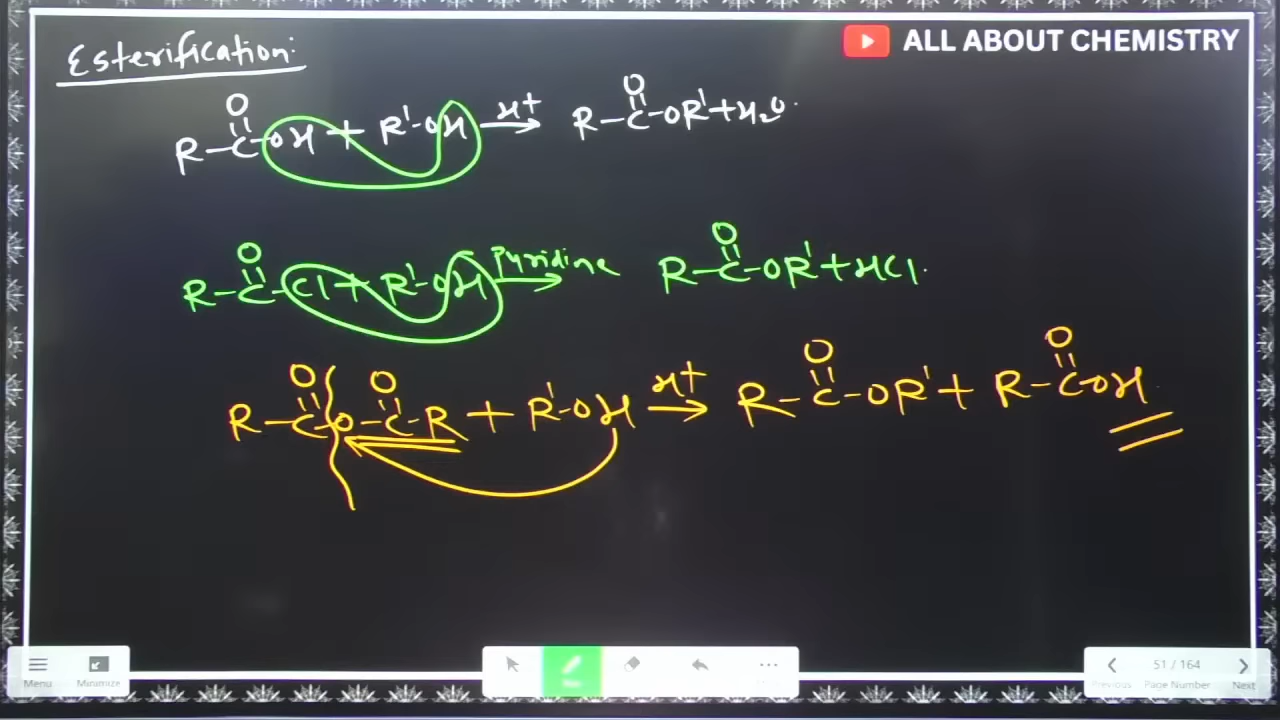 Esterification:
ALL ABOUT CHEMISTRY
O O
R-C-OH + R'-OH H+ R-C-OR' + H2O.
O O
R-C-Cl + R'-OH Pyridine R-C-OR' + HCl.
O O O O
R-C-O-C-R + R'-OH H+ R-C-OR' + R-C-OH
Menu Minimize 51 / 164
Previous Page Number Next